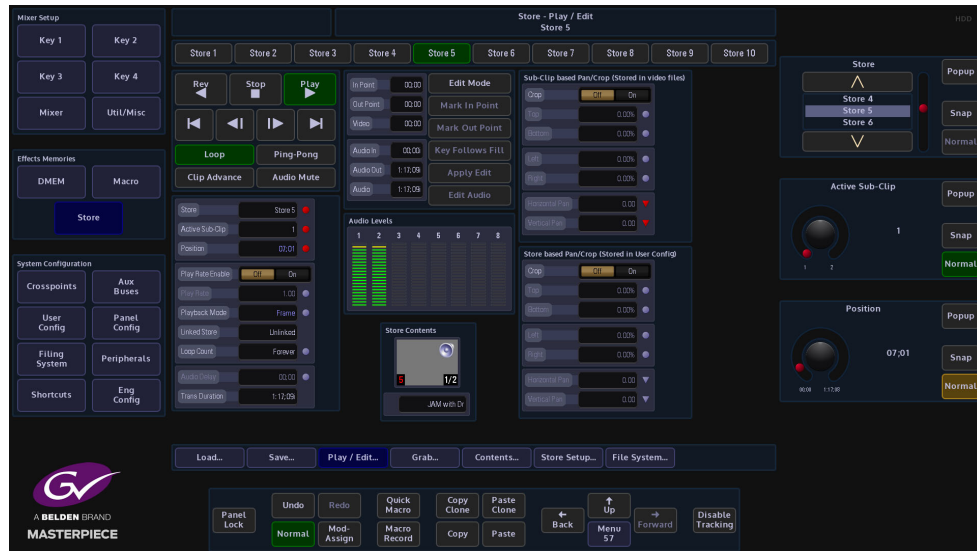 Mixer Setup
Key 1
Key 2
Key 3
Key 4
Mixer
Util/Misc
Effects Memories
DMEM
Macro
Store
System Configuration
Crosspoints
Aux
Buses
User
Config
Panel
Config
Filing
System
Peripherals
Shortcuts
Eng
Config
A BELDEN BRAND
MASTERPIECE
Store - Play / Edit
Store 5
HDD
Store 1
Store 2
Store 3
Store 4
Store 5
Store 6
Store 7
Store 8
Store 9
Store 10
Rev
Stop
Play
Loop
Ping-Pong
Clip Advance
Audio Mute
Store
Store 5
Active Sub-Clip
1
Position
07;01
Play Rate Enable
Off
On
Play Rate
1.00
Playback Mode
Frame
Linked Store
Unlinked
Loop Count
Forever
Audio Delay
00;00
Trans Duration
1:17;09
In Point
00;00
Out Point
00;00
Video
00;00
Audio In
00;00
Audio Out
1:17;09
Audio
1:17;09
Edit Mode
Mark In Point
Mark Out Point
Key Follows Fill
Apply Edit
Edit Audio
Audio Levels
1 2 3 4 5 6 7 8
Store Contents
5
1/2
JAM with Dr
Sub-Clip based Pan/Crop (Stored in video files)
Crop
Off
On
Top
0.00%
Bottom
0.00%
Left
0.00%
Right
0.00%
Horizontal Pan
0.00
Vertical Pan
0.00
Store based Pan/Crop (Stored in User Config)
Crop
Off
On
Top
0.00%
Bottom
0.00%
Left
0.00%
Right
0.00%
Horizontal Pan
0.00
Vertical Pan
0.00
Store
Store 4
Store 5
Store 6
Popup
Snap
Normal
Active Sub-Clip
1
1
2
Popup
Snap
Normal
Position
07;01
00;00
1:17;08
Popup
Snap
Normal
Load...
Save...
Play / Edit...
Grab...
Contents...
Store Setup...
File System...
Panel
Lock
Undo
Redo
Normal
Mod-
Assign
Quick
Macro
Macro
Record
Copy
Clone
Paste
Clone
Copy
Paste
Back
Up
Menu
57
Forward
Disable
Tracking